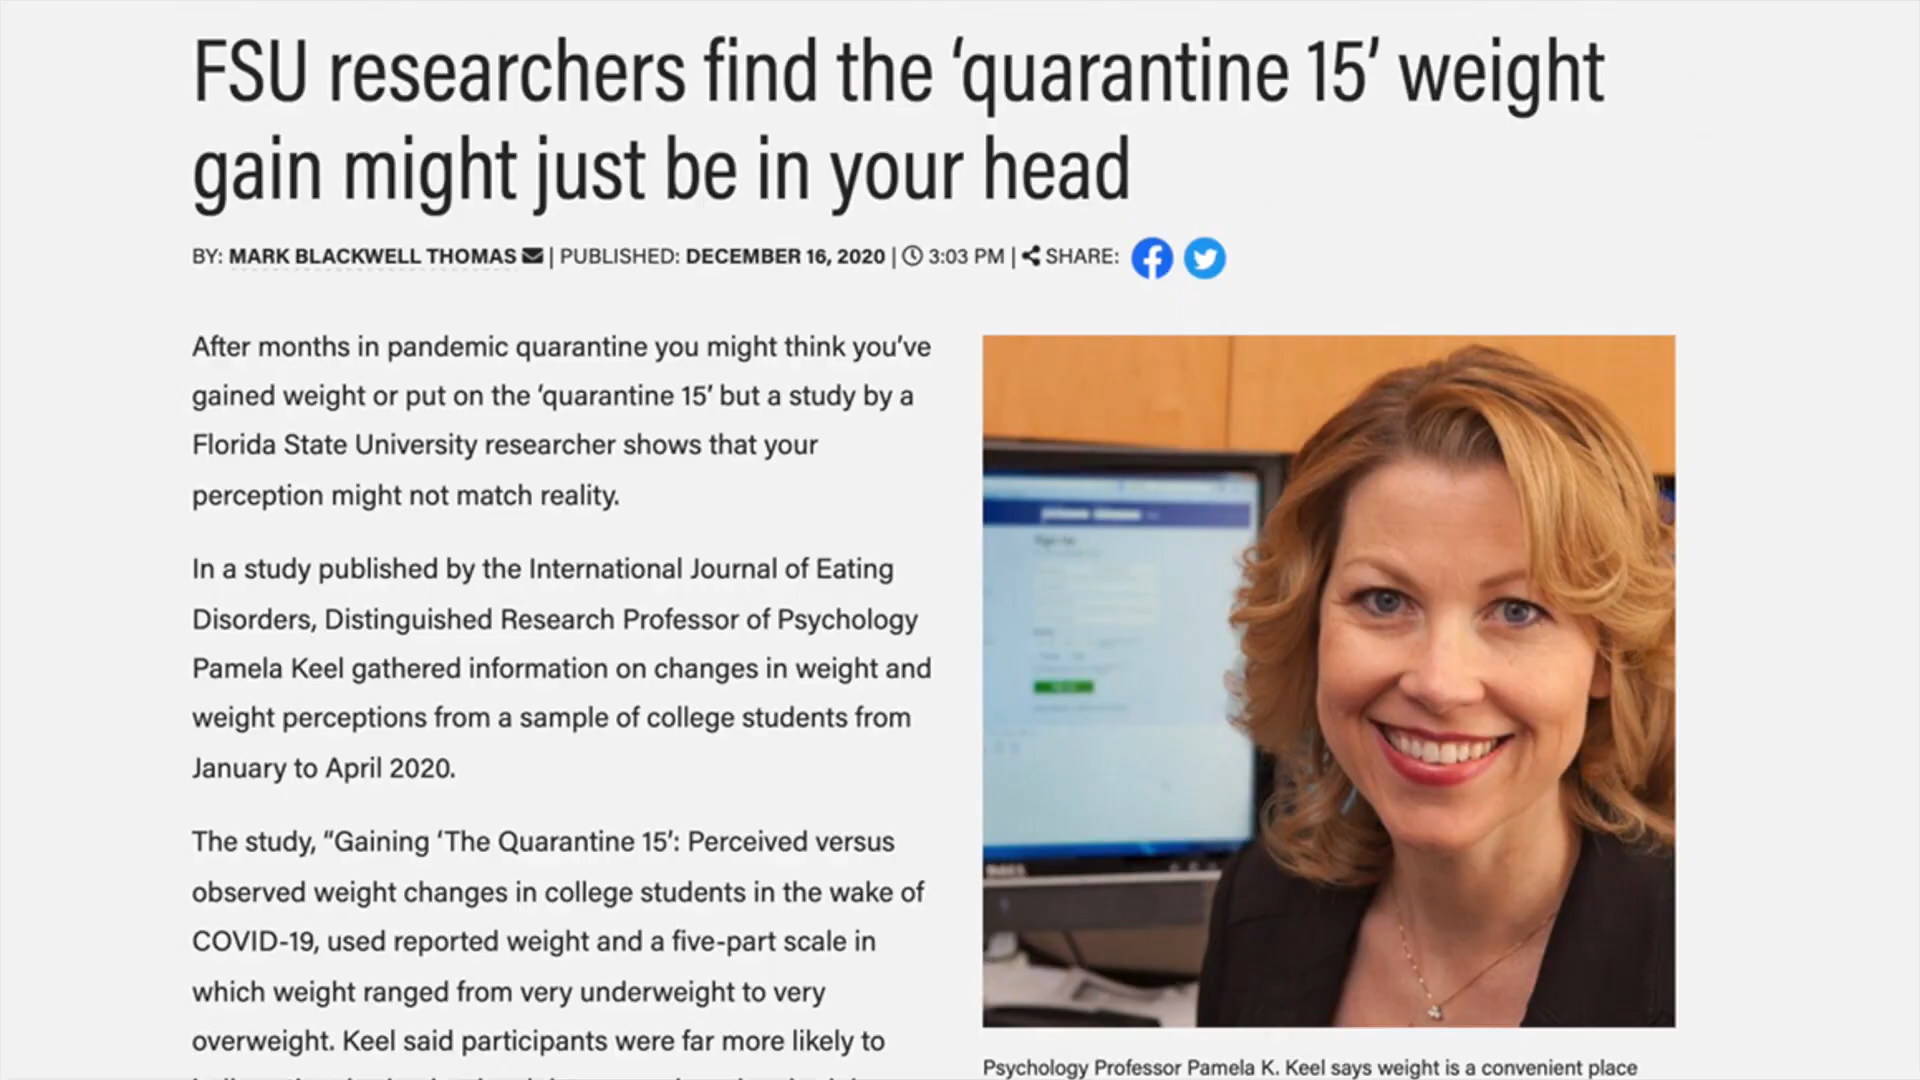 FSU researchers find the ‘quarantine 15’ weight
gain might just be in your head
BY: MARK BLACKWELL THOMAS | PUBLISHED: DECEMBER 16, 2020 | 3:03 PM | SHARE:
After months in pandemic quarantine you might think you’ve
gained weight or put on the ‘quarantine 15’ but a study by a
Florida State University researcher shows that your
perception might not match reality.
In a study published by the International Journal of Eating
Disorders, Distinguished Research Professor of Psychology
Pamela Keel gathered information on changes in weight and
weight perceptions from a sample of college students from
January to April 2020.
The study, “Gaining ‘The Quarantine 15’: Perceived versus
observed weight changes in college students in the wake of
COVID-19, used reported weight and a five-part scale in
which weight ranged from very underweight to very
overweight. Keel said participants were far more likely to
Psychology Professor Pamela K. Keel says weight is a convenient place